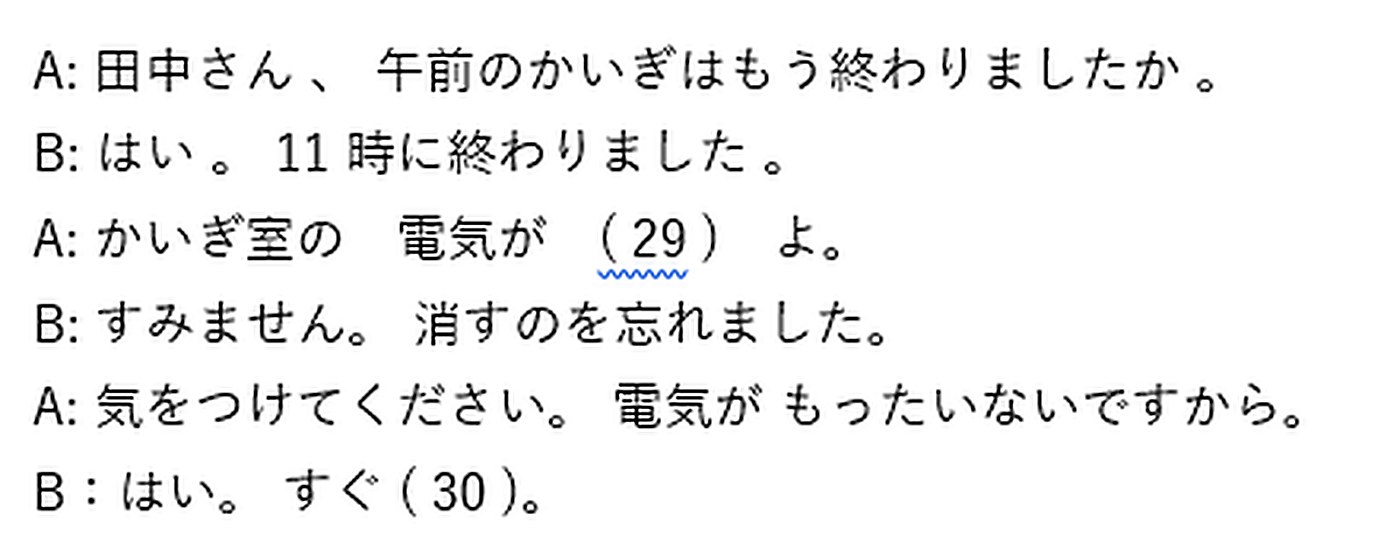 A: 田中さん 、 午前のかいぎはもう終わりましたか 。
B: はい 。 11 時に終わりました 。
A: かいぎ室の　電気が　( 29 )　よ。
B: すみません。 消すのを忘れました。
A: 気をつけてください。 電気が もったいないですから。
B：はい。 すぐ ( 30 )。